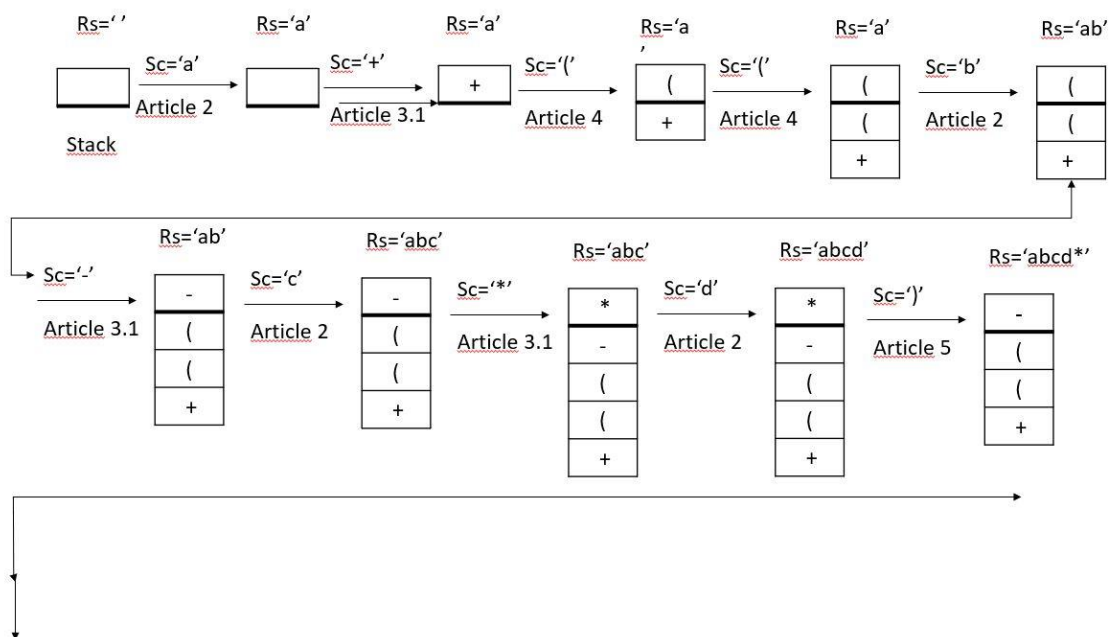 Rs=‘ ’ Rs=‘a’ Rs=‘a’ Rs=‘a Rs=‘a’ Rs=‘ab’
’
Sc=‘a’ Sc=‘+’ Sc=‘(’ Sc=‘(’ Sc=‘b’
+ ( ( (
Article 2 Article 3.1 Article 4 Article 4 Article 2
+ ( (
Stack
+ +
Rs=‘ab’ Rs=‘abc’ Rs=‘abc’ Rs=‘abcd’ Rs=‘abcd*’
Sc=‘-’ Sc=‘c’ Sc=‘*’ Sc=‘d’ Sc=‘)’
- - * * -
Article 3.1 Article 2 Article 3.1 Article 2 Article 5
( ( - - (
( ( ( ( (
+ + ( ( +
+ +